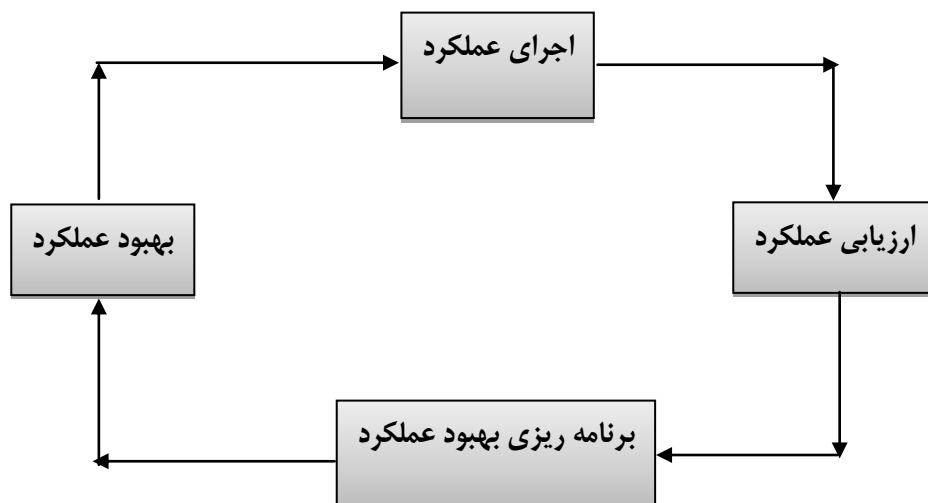 اجرای عملکرد
ارزیابی عملکرد
برنامه ریزی بهبود عملکرد
بهبود عملکرد